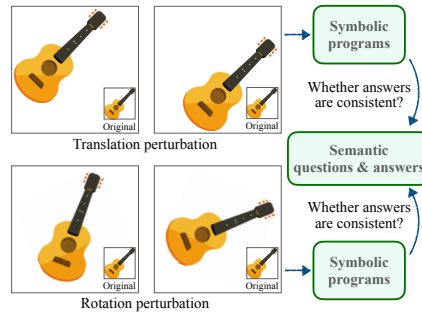 Original
Original
Translation perturbation
Symbolic
programs
Whether answers
are consistent?
Semantic
questions & answers
Whether answers
are consistent?
Original
Original
Rotation perturbation
Symbolic
programs